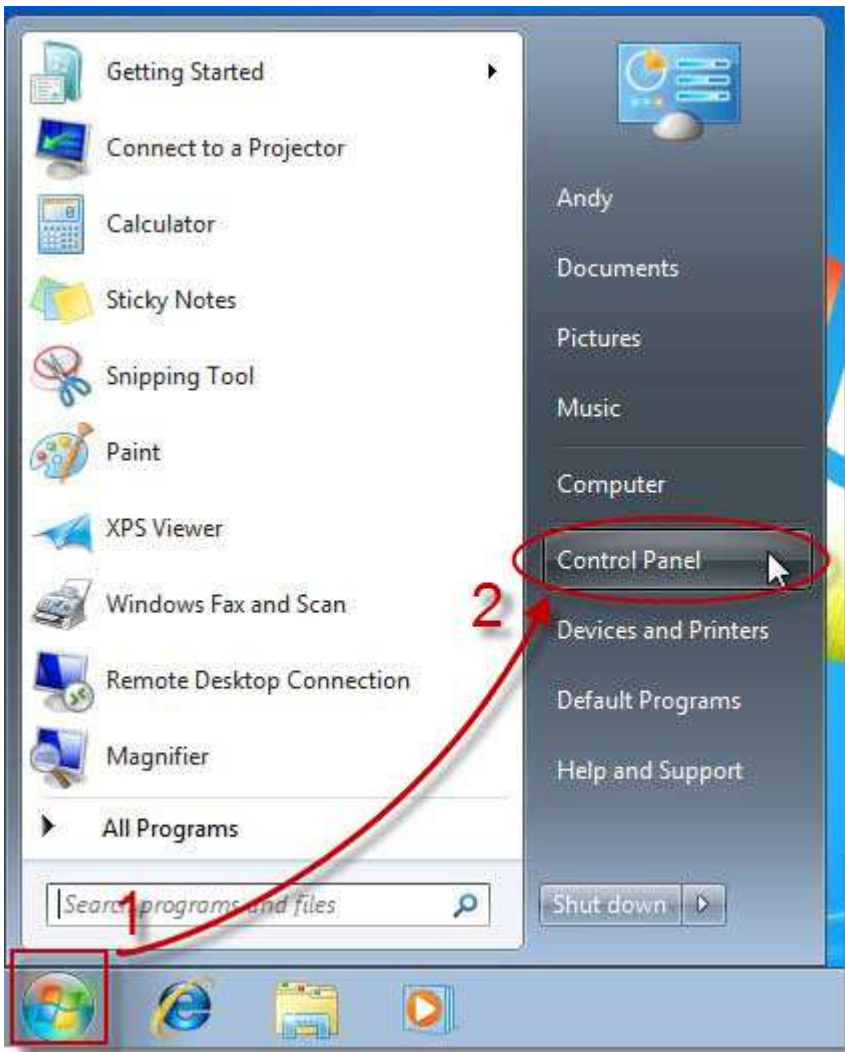 Getting Started
Connect to a Projector
Calculator
Sticky Notes
Snipping Tool
Paint
XPS Viewer
Windows Fax and Scan
Remote Desktop Connection
Magnifier
All Programs
Search programs and files
1
Andy
Documents
Pictures
Music
Computer
Control Panel
2
Devices and Printers
Default Programs
Help and Support
Shut down